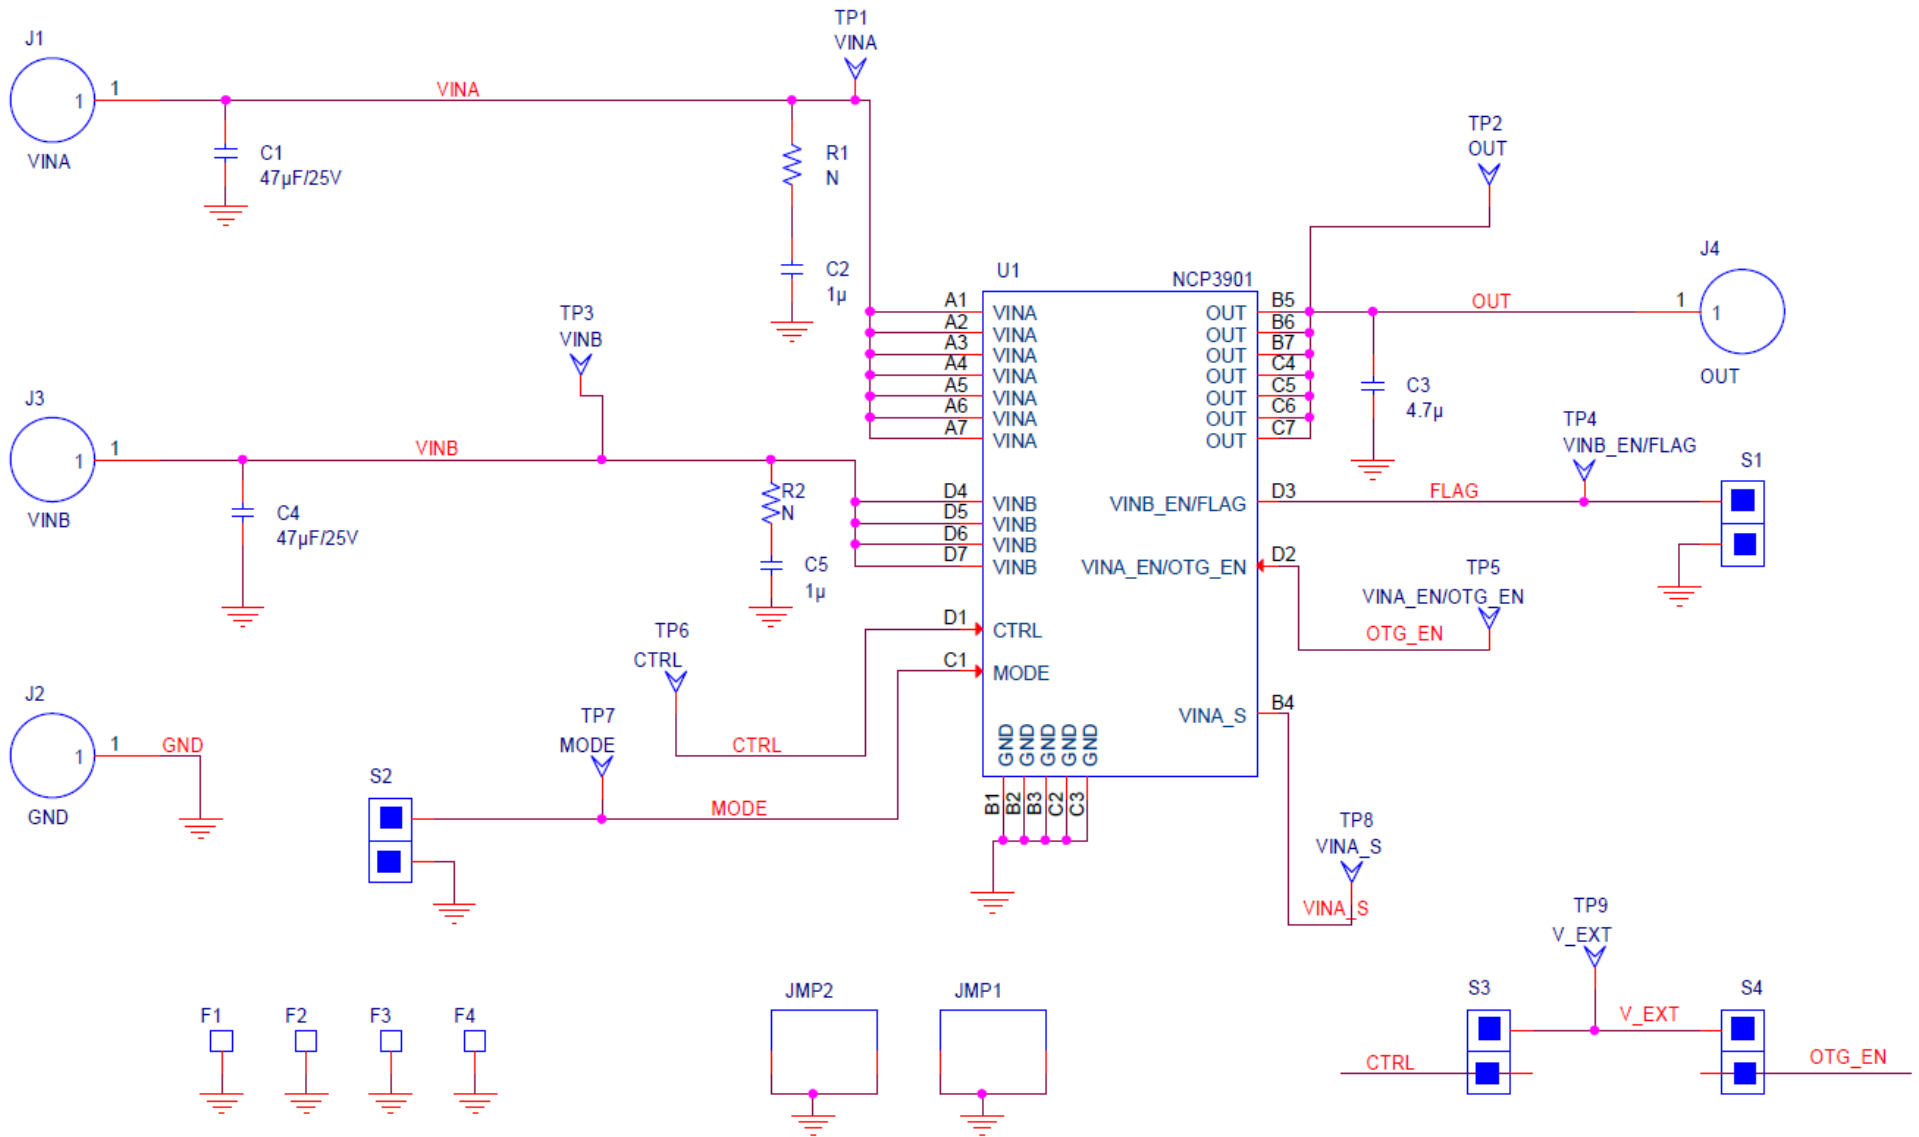 TP1
VINA
J1
1
1
VINA
VINA
C1
47µF/25V
R1
N
C2
1µ
TP2
OUT
J4
1
1
OUT
OUT
U1
NCP3901
A1
A2
A3
A4
A5
A6
A7
VINA
VINA
VINA
VINA
VINA
VINA
VINA
OUT
OUT
OUT
OUT
OUT
OUT
OUT
B5
B6
B7
C4
C5
C6
C7
C3
4.7µ
TP3
VINB
J3
1
1
VINB
VINB
C4
47µF/25V
R2
N
C5
1µ
D4
D5
D6
D7
VINB
VINB
VINB
VINB
VINB_EN/FLAG
D3
FLAG
TP4
VINB_EN/FLAG
S1
VINA_EN/OTG_EN
D2
TP5
VINA_EN/OTG_EN
OTG_EN
D1
CTRL
C1
MODE
TP6
CTRL
CTRL
TP7
MODE
MODE
J2
1
1
GND
GND
S2
VINA_S
B4
GND
GND
GND
GND
GND
B1
B2
B3
C2
C3
TP8
VINA_S
VINA_S
TP9
V_EXT
S3
V_EXT
S4
CTRL
OTG_EN
F1
F2
F3
F4
JMP2
JMP1